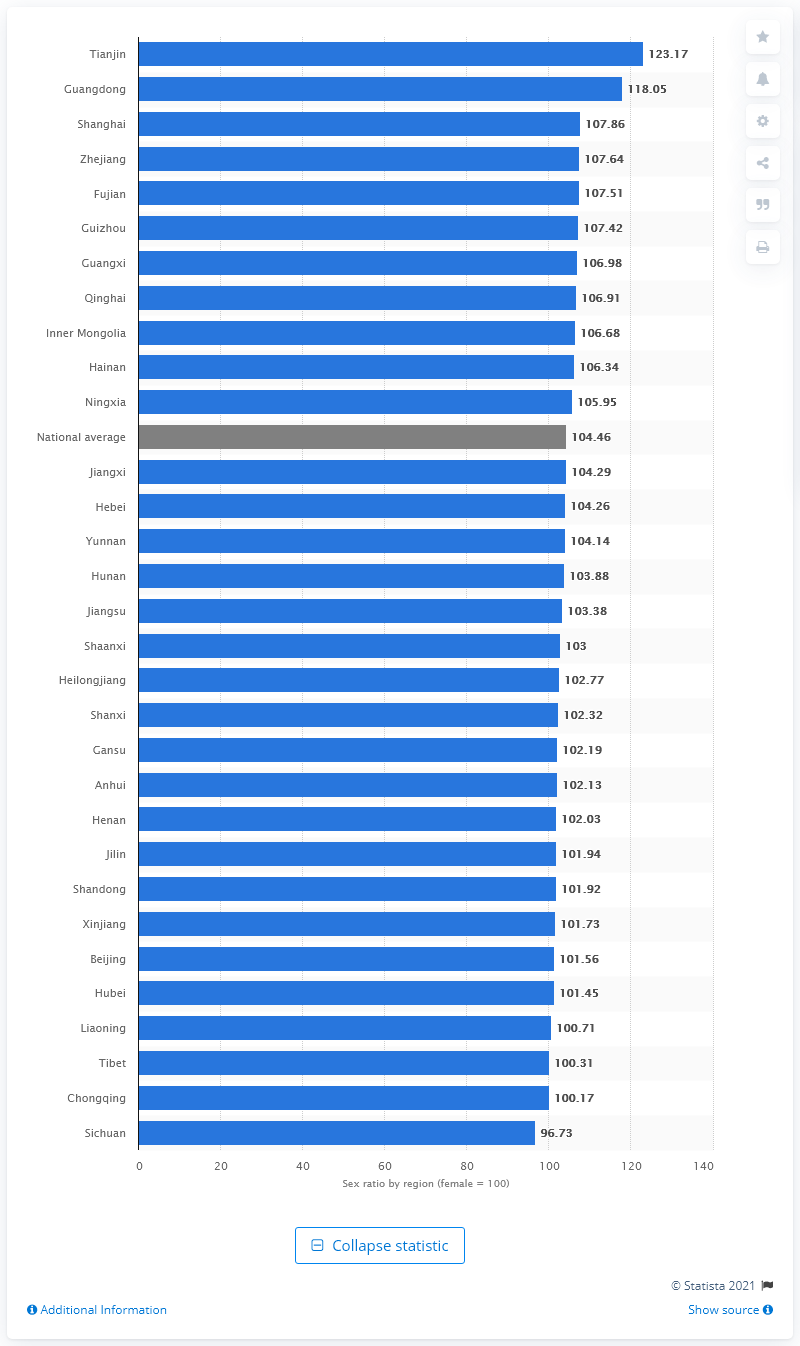 Tianjin 123.17
Guangdong 118.05
Shanghai 107.86
Zhejiang 107.64
Fujian 107.51
Guizhou 107.42
Guangxi 106.98
Qinghai 106.91
Inner Mongolia 106.68
Hainan 106.34
Ningxia 105.95
National average 104.46
Jiangxi 104.29
Hebei 104.26
Yunnan 104.14
Hunan 103.88
Jiangsu 103.38
Shaanxi 103
Heilongjiang 102.77
Shanxi 102.32
Gansu 102.19
Anhui 102.13
Henan 102.03
Jilin 101.94
Shandong 101.92
Xinjiang 101.73
Beijing 101.56
Hubei 101.45
Liaoning 100.71
Tibet 100.31
Chongqing 100.17
Sichuan 96.73
0 20 40 60 80 100 120 140
Sex ratio by region (female = 100)
Collapse statistic
© Statista 2021
Additional Information Show source